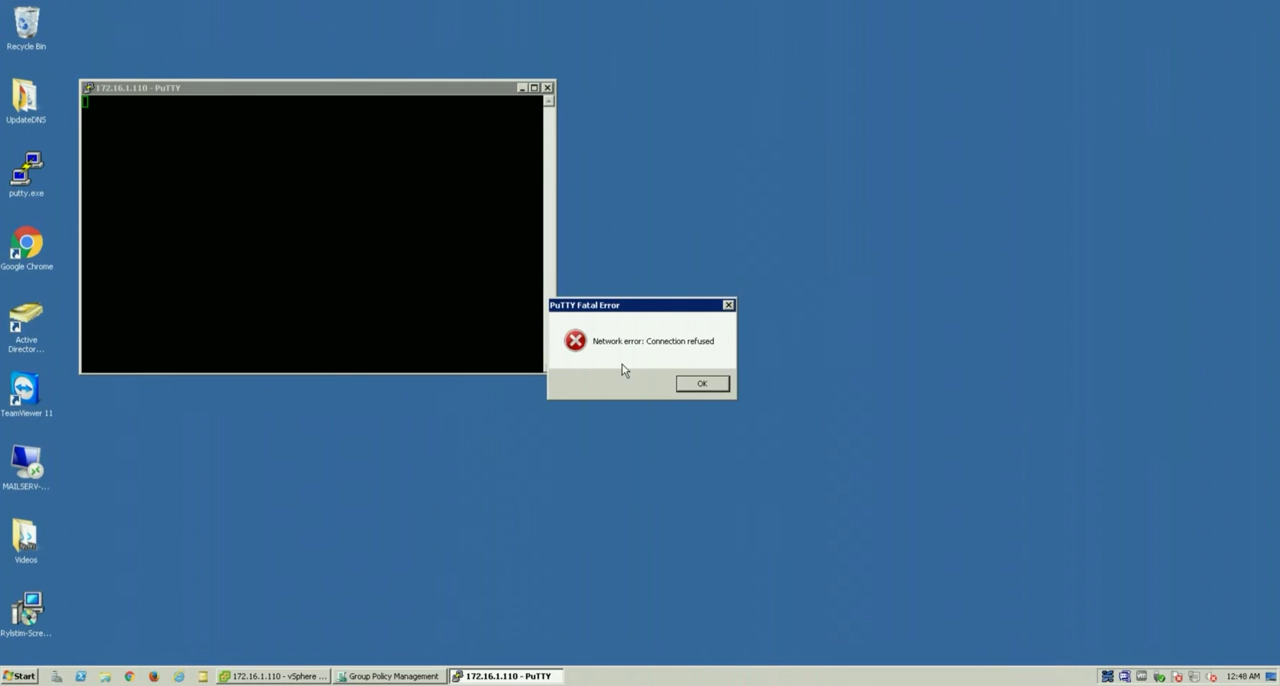 Recycle Bin
172.16.1.110 - PuTTY
UpdateDNS
putty.exe
Google Chrome
PuTTY Fatal Error
Network error: Connection refused
OK
Active
Director...
TeamViewer 11
MAILSERV-...
Videos
Rylstim-Scre...
Start
172.16.1.110 - vSphere ...
Group Policy Management
172.16.1.110 - PuTTY
12:48 AM